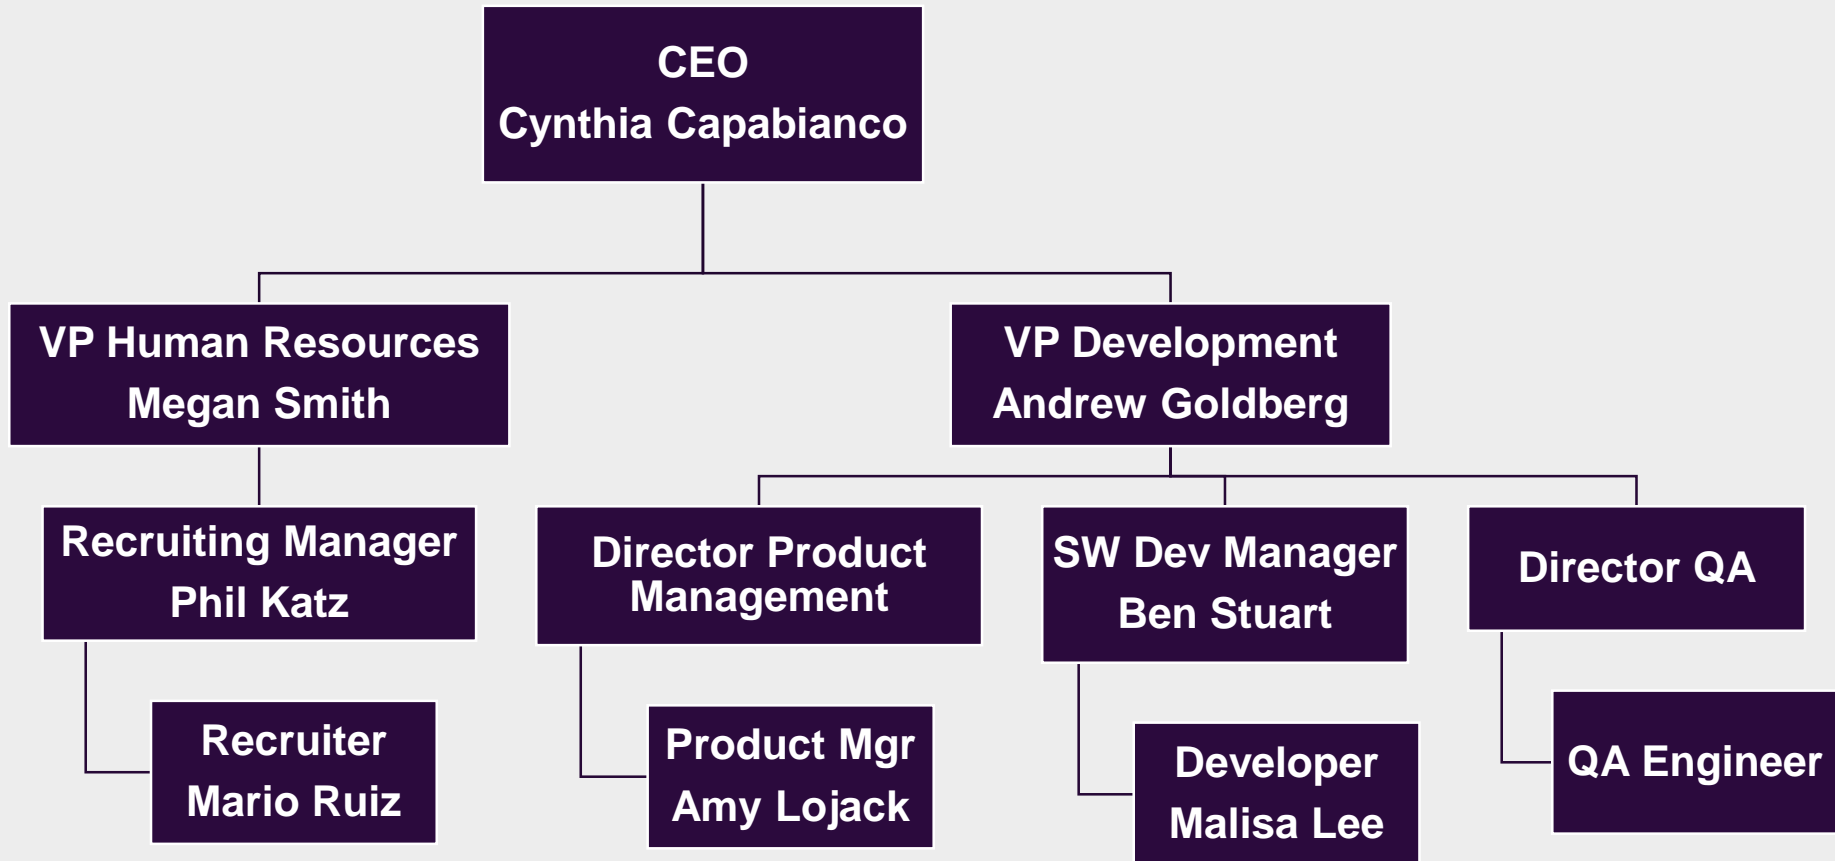 CEO
Cynthia Capabianco
VP Human Resources
Megan Smith
VP Development
Andrew Goldberg
Recruiting Manager
Phil Katz
Director Product
Management
SW Dev Manager
Ben Stuart
Director QA
Recruiter
Mario Ruiz
Product Mgr
Amy Lojack
Developer
Malisa Lee
QA Engineer